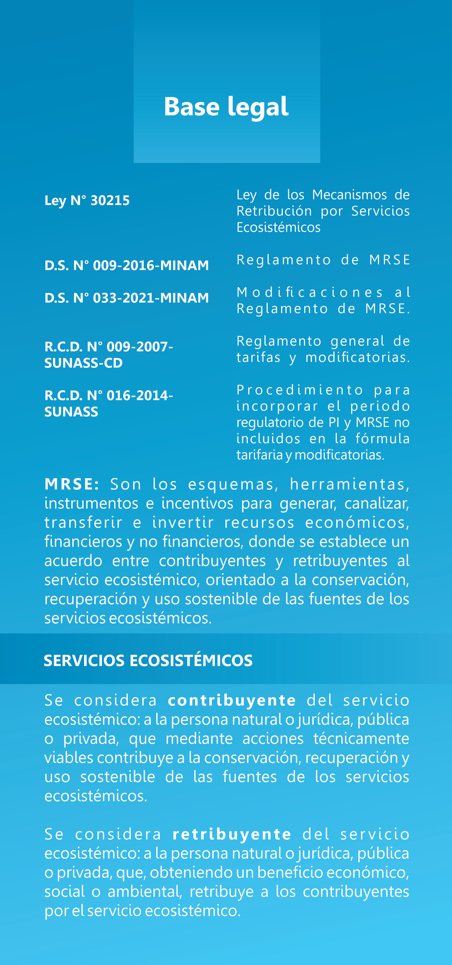 Base legal
Ley N° 30215
Ley de los Mecanismos de
Retribución por Servicios
Ecosistémicos
D.S. N° 009-2016-MINAM
Reglamento de MRSE
D.S. N° 033-2021-MINAM
Modificaciones al
Reglamento de MRSE.
R.C.D. N° 009-2007-
SUNASS-CD
Reglamento general de
tarifas y modificatorias.
R.C.D. N° 016-2014-
SUNASS
Procedimiento para
incorporar el periodo
regulatorio de PI y MRSE no
incluidos en la fórmula
tarifaria y modificatorias.
MRSE: Son los esquemas, herramientas,
instrumentos e incentivos para generar, canalizar,
transferir e invertir recursos económicos,
financieros y no financieros, donde se establece un
acuerdo entre contribuyentes y retribuyentes al
servicio ecosistémico, orientado a la conservación,
recuperación y uso sostenible de las fuentes de los
servicios ecosistémicos.
SERVICIOS ECOSISTÉMICOS
Se considera contribuyente del servicio
ecosistémico: a la persona natural o jurídica, pública
o privada, que mediante acciones técnicamente
viables contribuye a la conservación, recuperación y
uso sostenible de las fuentes de los servicios
ecosistémicos.
Se considera retribuyente del servicio
ecosistémico: a la persona natural o jurídica, pública
o privada, que, obteniendo un beneficio económico,
social o ambiental, retribuye a los contribuyentes
por el servicio ecosistémico.